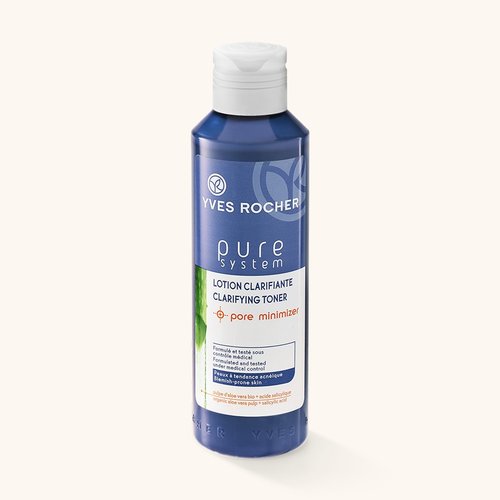 YVES ROCHER
pure
system
LOTION CLARIFIANTE
CLARIFYING TONER
pore minimizer
Formulé et testé sous
contrôle médical
Formulated and tested
under medical control
Peaux à tendance acnéique
Blemish-prone skin
pulpe d'aloe vera bio + acide salicylique
organic aloe vera pulp + salicylic acid
YVES